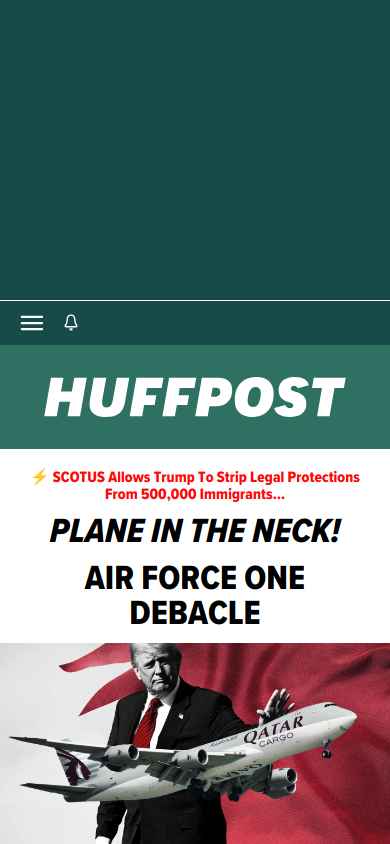 HUFFPOST
⚡ SCOTUS Allows Trump To Strip Legal Protections
From 500,000 Immigrants...
PLANE IN THE NECK!
AIR FORCE ONE
DEBACLE
QATAR
CARGO